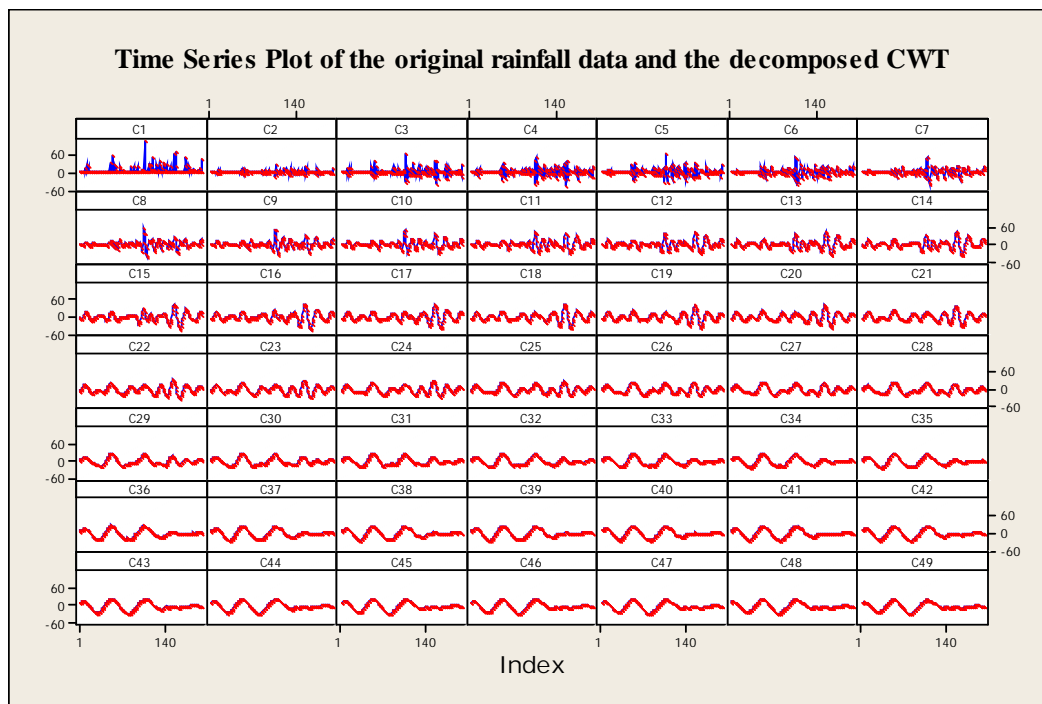 Time Series Plot of the original rainfall data and the decomposed CWT
1 140 1 140 1 140
C1 C2 C3 C4 C5 C6 C7
60
0
-60
C8 C9 C10 C11 C12 C13 C14
60
0
-60
C15 C16 C17 C18 C19 C20 C21
60
0
-60
C22 C23 C24 C25 C26 C27 C28
60
0
-60
C29 C30 C31 C32 C33 C34 C35
60
0
-60
C36 C37 C38 C39 C40 C41 C42
60
0
-60
C43 C44 C45 C46 C47 C48 C49
60
0
-60
1 140 1 140 1 140 1 140
Index